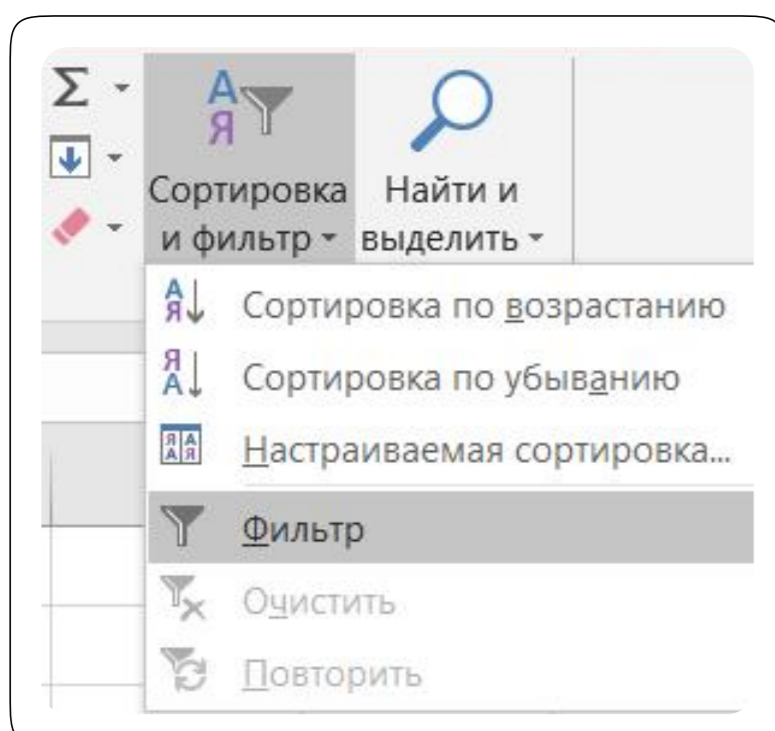 Σ
Сортировка
и фильтр
Найти и
выделить
Сортировка по возрастанию
Сортировка по убыванию
Настраиваемая сортировка...
Фильтр
Очистить
Повторить